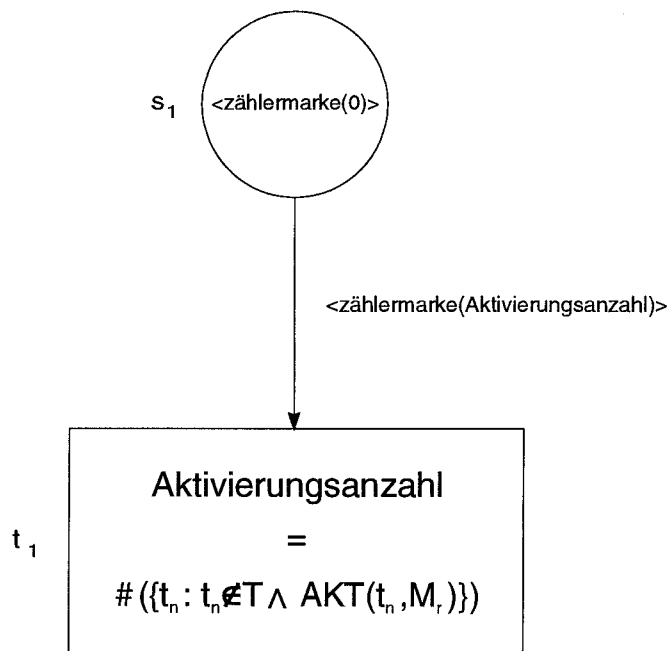 s₁
<zählermarke(0)>
<zählermarke(Aktivierungsanzahl)>
t₁
Aktivierungsanzahl
=
#({tₙ: tₙ∉T ∧ AKT(tₙ,Mᵣ)})